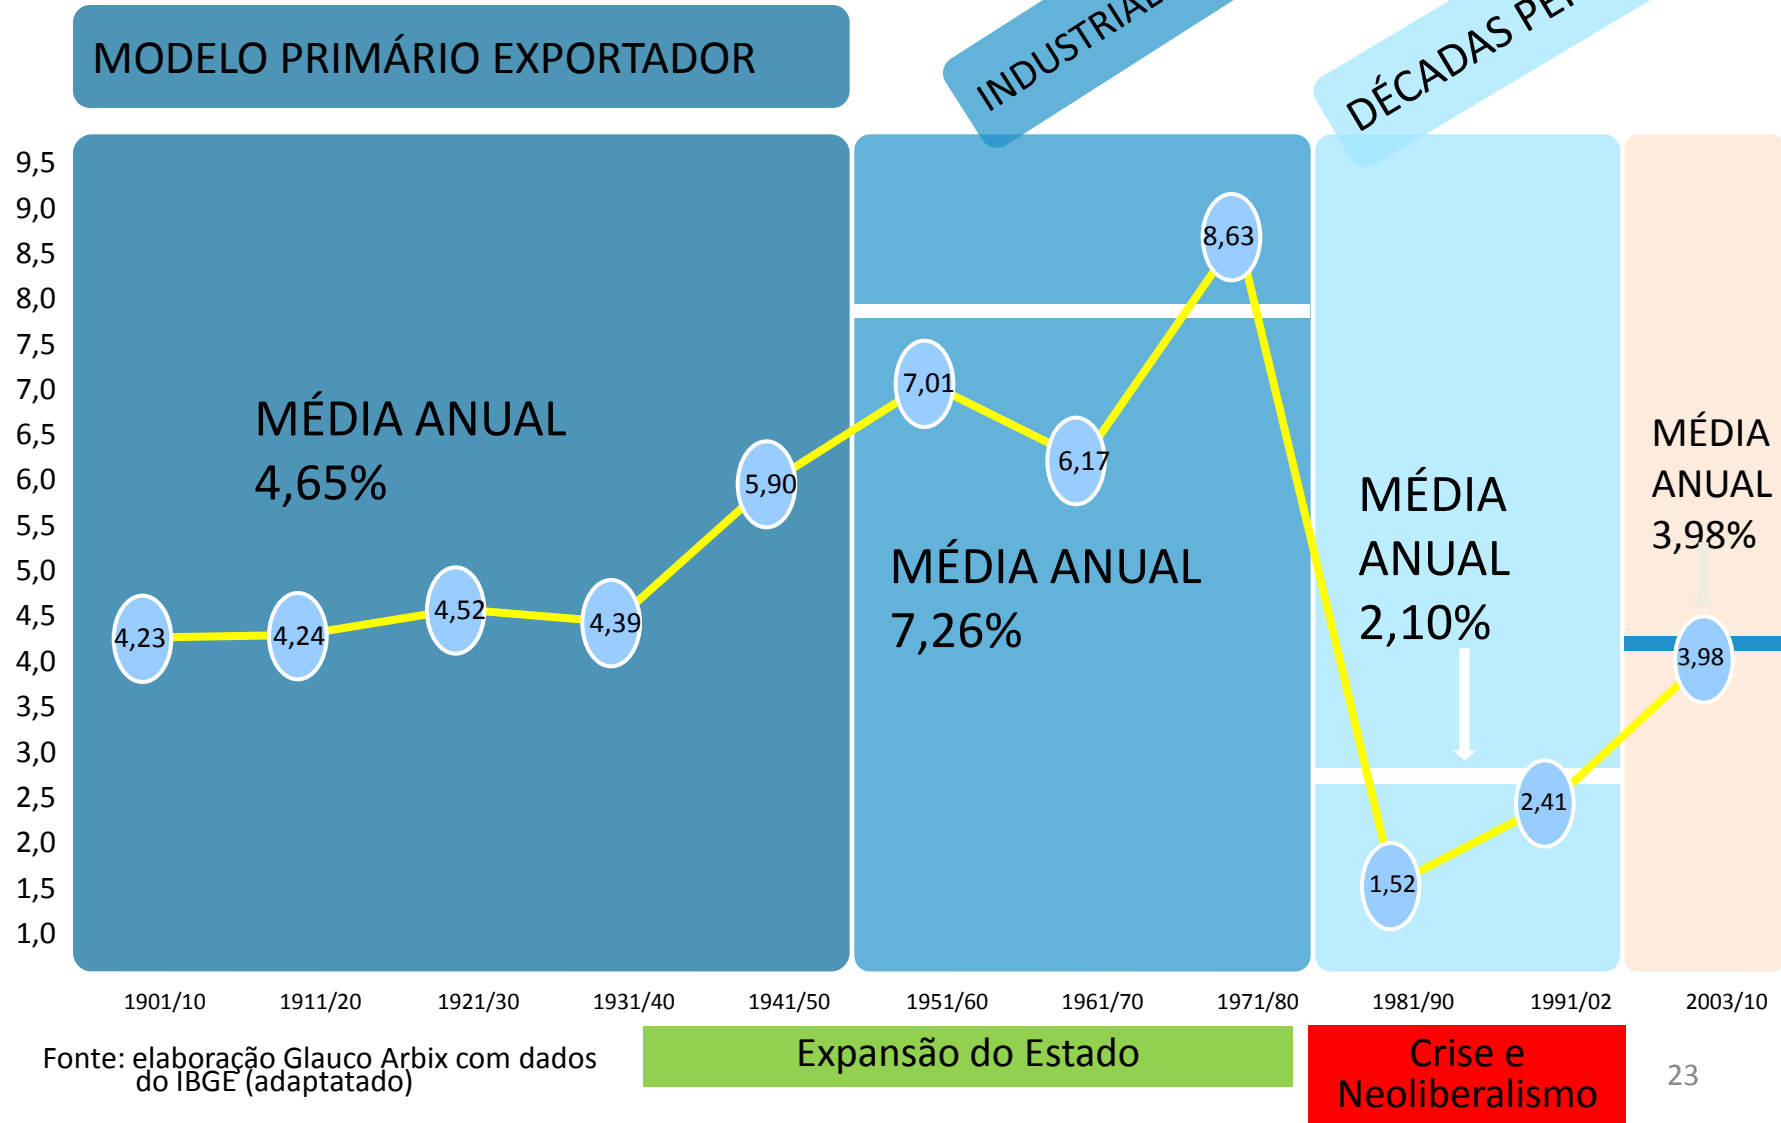 MODELO PRIMÁRIO EXPORTADOR
INDUSTRIAL
DÉCADAS
9,5
9,0
8,5
8,0
7,5
7,0
6,5
6,0
5,5
5,0
4,5
4,0
3,5
3,0
2,5
2,0
1,5
1,0
MÉDIA ANUAL
4,65%
MÉDIA ANUAL
7,26%
MÉDIA
ANUAL
2,10%
MÉDIA
ANUAL
3,98%
4,23
4,24
4,52
4,39
5,90
7,01
6,17
8,63
1,52
2,41
3,98
1901/10 1911/20 1921/30 1931/40 1941/50 1951/60 1961/70 1971/80 1981/90 1991/02 2003/10
Fonte: elaboração Glauco Arbix com dados
do IBGE (adaptatado)
Expansão do Estado
Crise e
Neoliberalismo
23